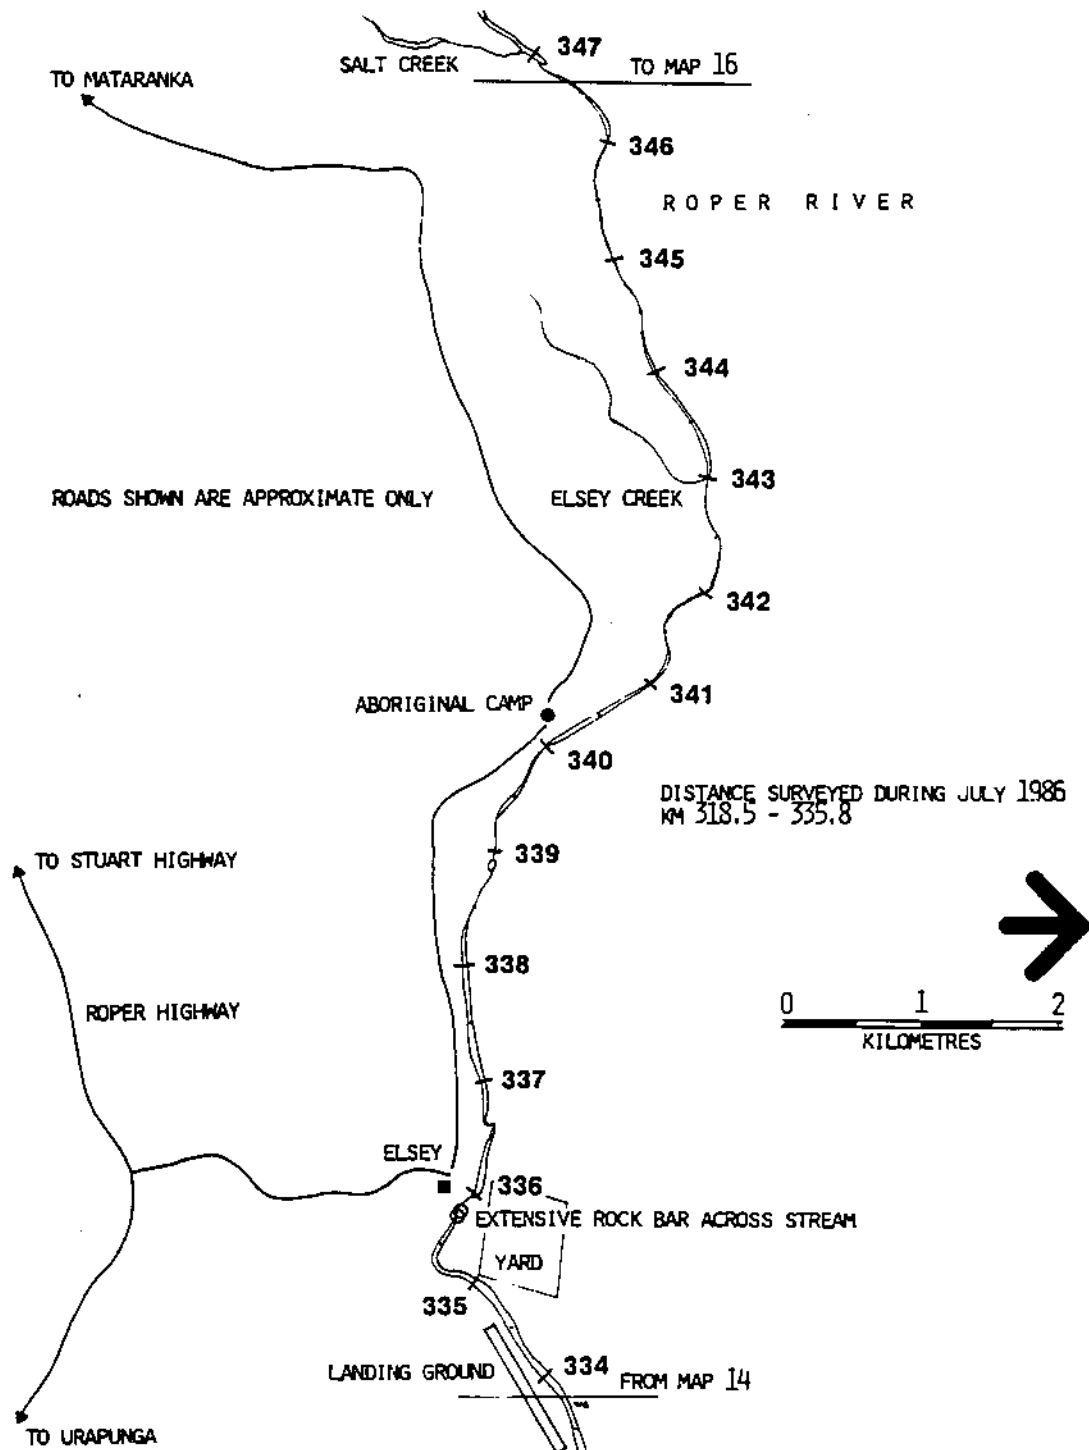 347
SALT CREEK
TO MAP 16
TO MATARANKA
346
ROPER RIVER
345
344
343
ROADS SHOWN ARE APPROXIMATE ONLY
ELSEY CREEK
342
341
ABORIGINAL CAMP
340
DISTANCE SURVEYED DURING JULY 1986
KM 318.5 - 335.8
339
TO STUART HIGHWAY
338
0 1 2
ROPER HIGHWAY
KILOMETRES
337
ELSEY
336
EXTENSIVE ROCK BAR ACROSS STREAM
YARD
335
334
LANDING GROUND
FROM MAP 14
TO URAPUNGA